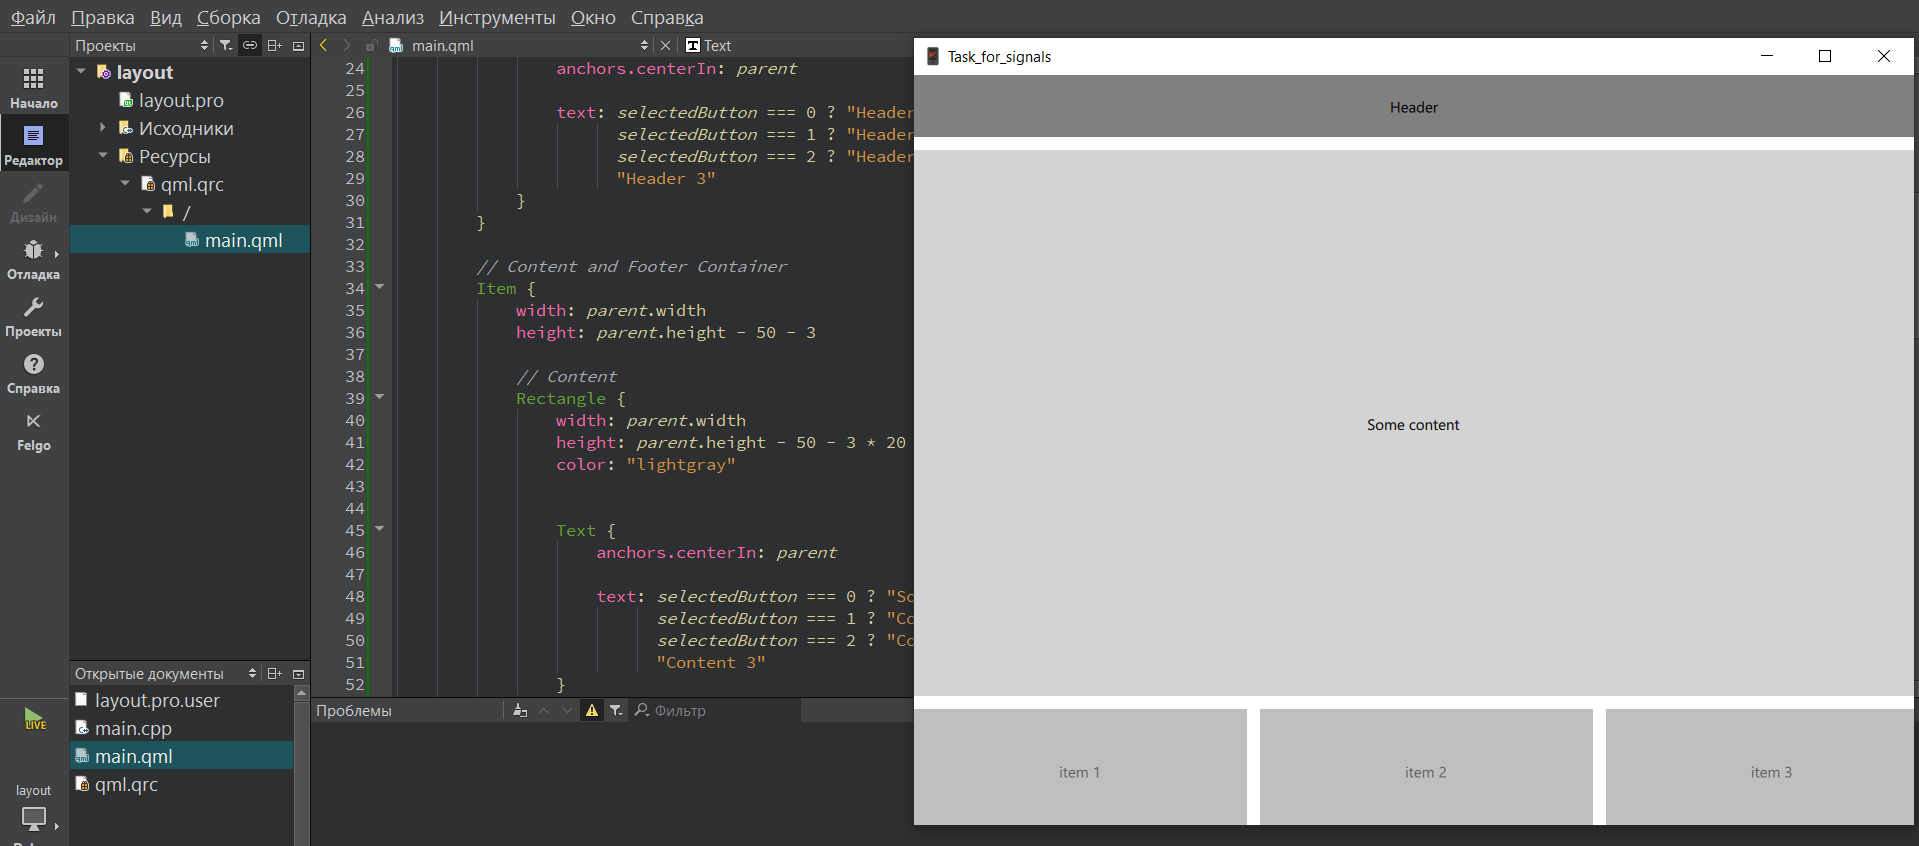 Файл Правка Вид Сборка Отладка Анализ Инструменты Окно Справка
Проекты
main.qml
Text
Начало
Редактор
Дизайн
Отладка
Проекты
Справка
Felgo
LIVE
layout
layout
layout.pro
Исходники
Ресурсы
qml.qrc
/
main.qml
Открытые документы
layout.pro.user
main.cpp
main.qml
qml.qrc
24 anchors.centerIn: parent
25
26 text: selectedButton === 0 ? "Header
27 selectedButton === 1 ? "Header
28 selectedButton === 2 ? "Header
29 "Header 3"
30 }
31 }
32
33 // Content and Footer Container
34 Item {
35 width: parent.width
36 height: parent.height - 50 - 3
37
38 // Content
39 Rectangle {
40 width: parent.width
41 height: parent.height - 50 - 3 * 20
42 color: "lightgray"
43
44
45 Text {
46 anchors.centerIn: parent
47
48 text: selectedButton === 0 ? "So
49 selectedButton === 1 ? "Co
50 selectedButton === 2 ? "Co
51 "Content 3"
52 }
Проблемы
Фильтр
Task_for_signals
Header
Some content
item 1
item 2
item 3